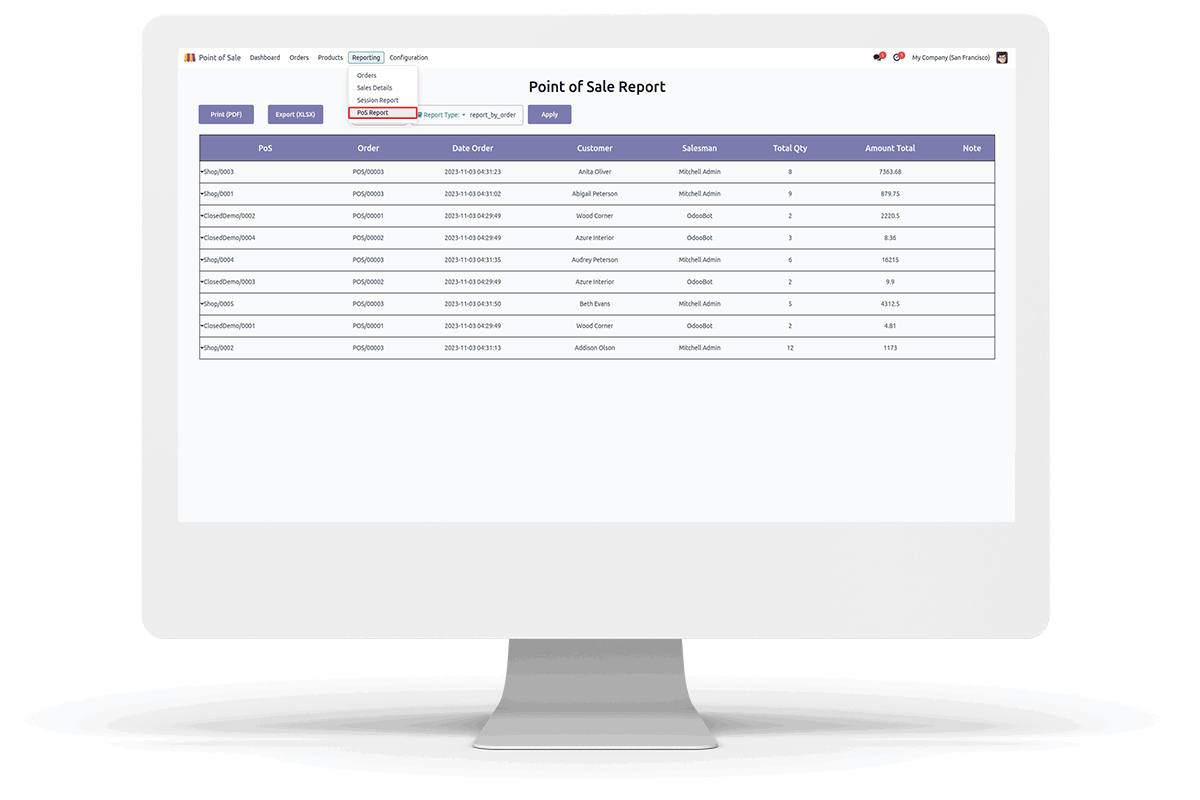 Point of Sale Dashboard Orders Products Reporting Configuration My Company (San Francisco)
Orders
Sales Details
Session Report
PoS Report
Point of Sale Report
Print (PDF) Export (XLSX) Report Type: report_by_order Apply
PoS Order Date Order Customer Salesman Total Qty Amount Total Note
Shop/0003 POS/00003 2023-11-03 04:31:23 Anita Oliver Mitchell Admin 8 7363.68
Shop/0001 POS/00003 2023-11-03 04:31:02 Abigail Peterson Mitchell Admin 9 879.75
ClosedDemo/0002 POS/00001 2023-11-03 04:29:49 Wood Corner OdooBot 2 2220.5
ClosedDemo/0004 POS/00002 2023-11-03 04:29:49 Azure Interior OdooBot 3 8.36
Shop/0004 POS/00003 2023-11-03 04:31:35 Audrey Peterson Mitchell Admin 6 16215
ClosedDemo/0003 POS/00002 2023-11-03 04:29:49 Azure Interior OdooBot 2 9.9
Shop/0005 POS/00003 2023-11-03 04:31:50 Beth Evans Mitchell Admin 5 4312.5
ClosedDemo/0001 POS/00001 2023-11-03 04:29:49 Wood Corner OdooBot 2 4.81
Shop/0002 POS/00003 2023-11-03 04:31:13 Addison Olson Mitchell Admin 12 1173